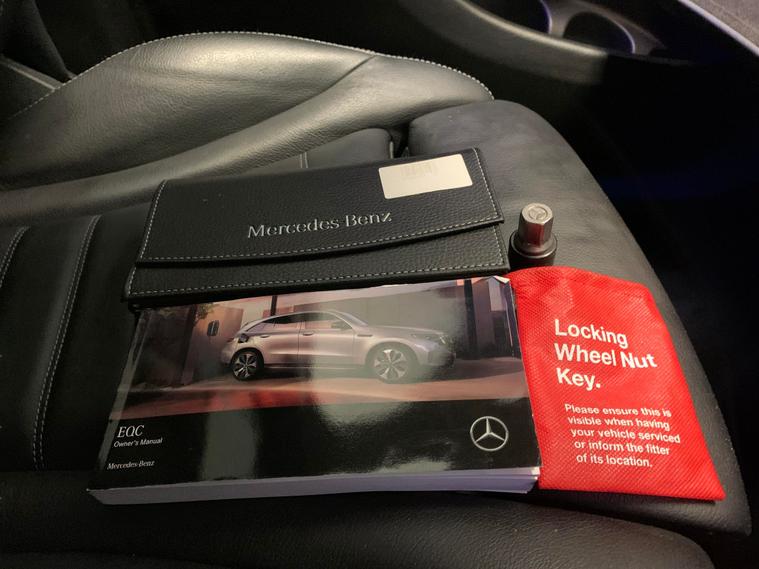 Mercedes Benz
Locking
Wheel Nut
Key.
Please ensure this is
visible when having
your vehicle serviced
or inform the fitter
of its location.
EQC
Owner's Manual
Mercedes-Benz